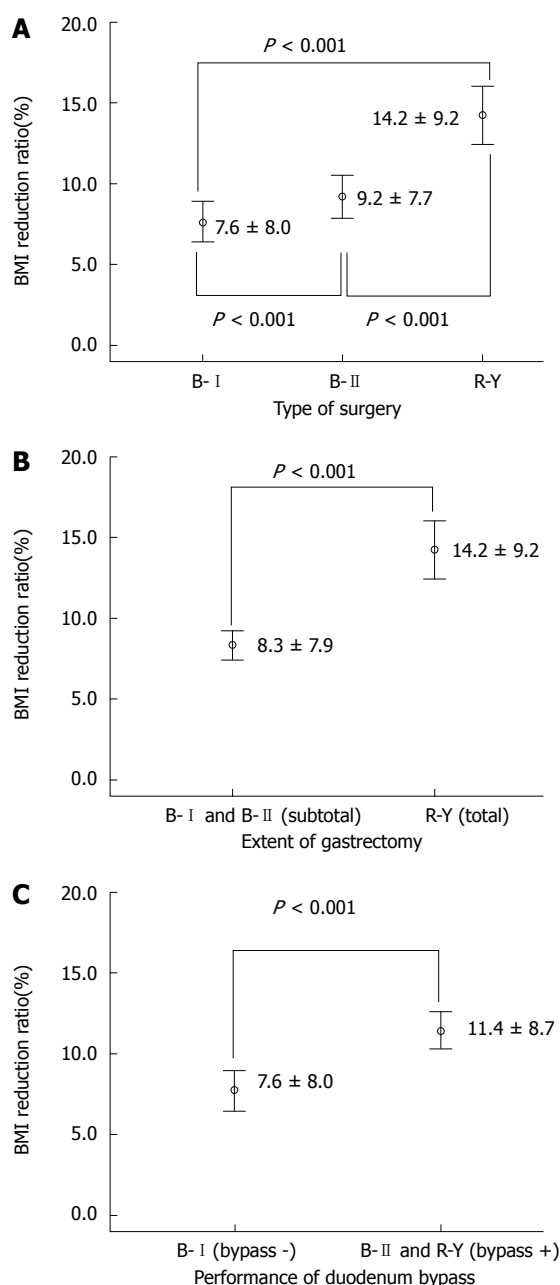 A
BMI reduction ratio(%)
20.0
15.0
10.0
5.0
0.0
P < 0.001
14.2 ± 9.2
9.2 ± 7.7
7.6 ± 8.0
P < 0.001
P < 0.001
B-Ⅰ
B-Ⅱ
R-Y
Type of surgery
B
BMI reduction ratio(%)
20.0
15.0
10.0
5.0
0.0
P < 0.001
14.2 ± 9.2
8.3 ± 7.9
B-Ⅰ and B-Ⅱ (subtotal)
R-Y (total)
Extent of gastrectomy
C
BMI reduction ratio(%)
20.0
15.0
10.0
5.0
0.0
P < 0.001
11.4 ± 8.7
7.6 ± 8.0
B-Ⅰ (bypass -)
B-Ⅱ and R-Y (bypass +)
Performance of duodenum bypass